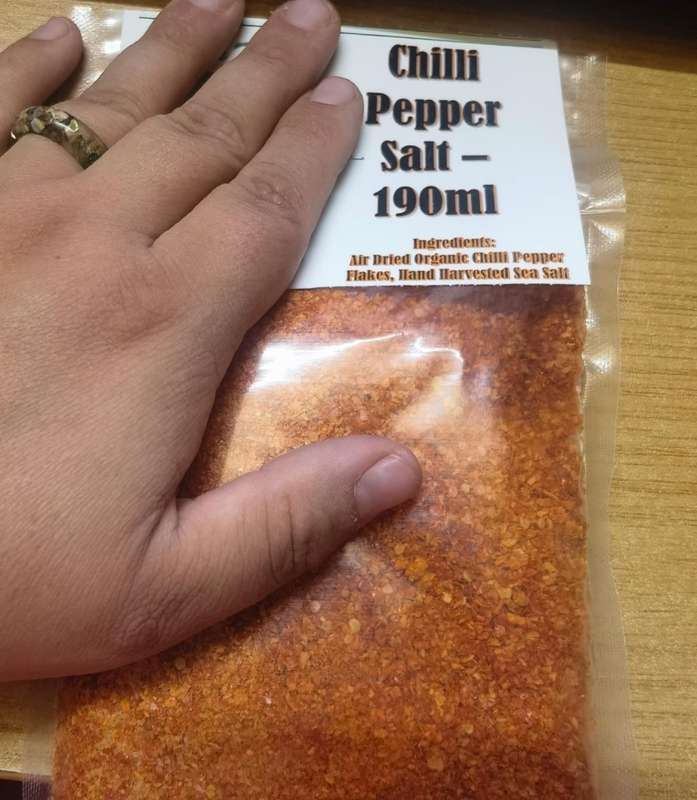 Chilli
Pepper
Salt –
190ml
Ingredients:
Air Dried Organic Chilli Pepper
Flakes, Hand Harvested Sea Salt